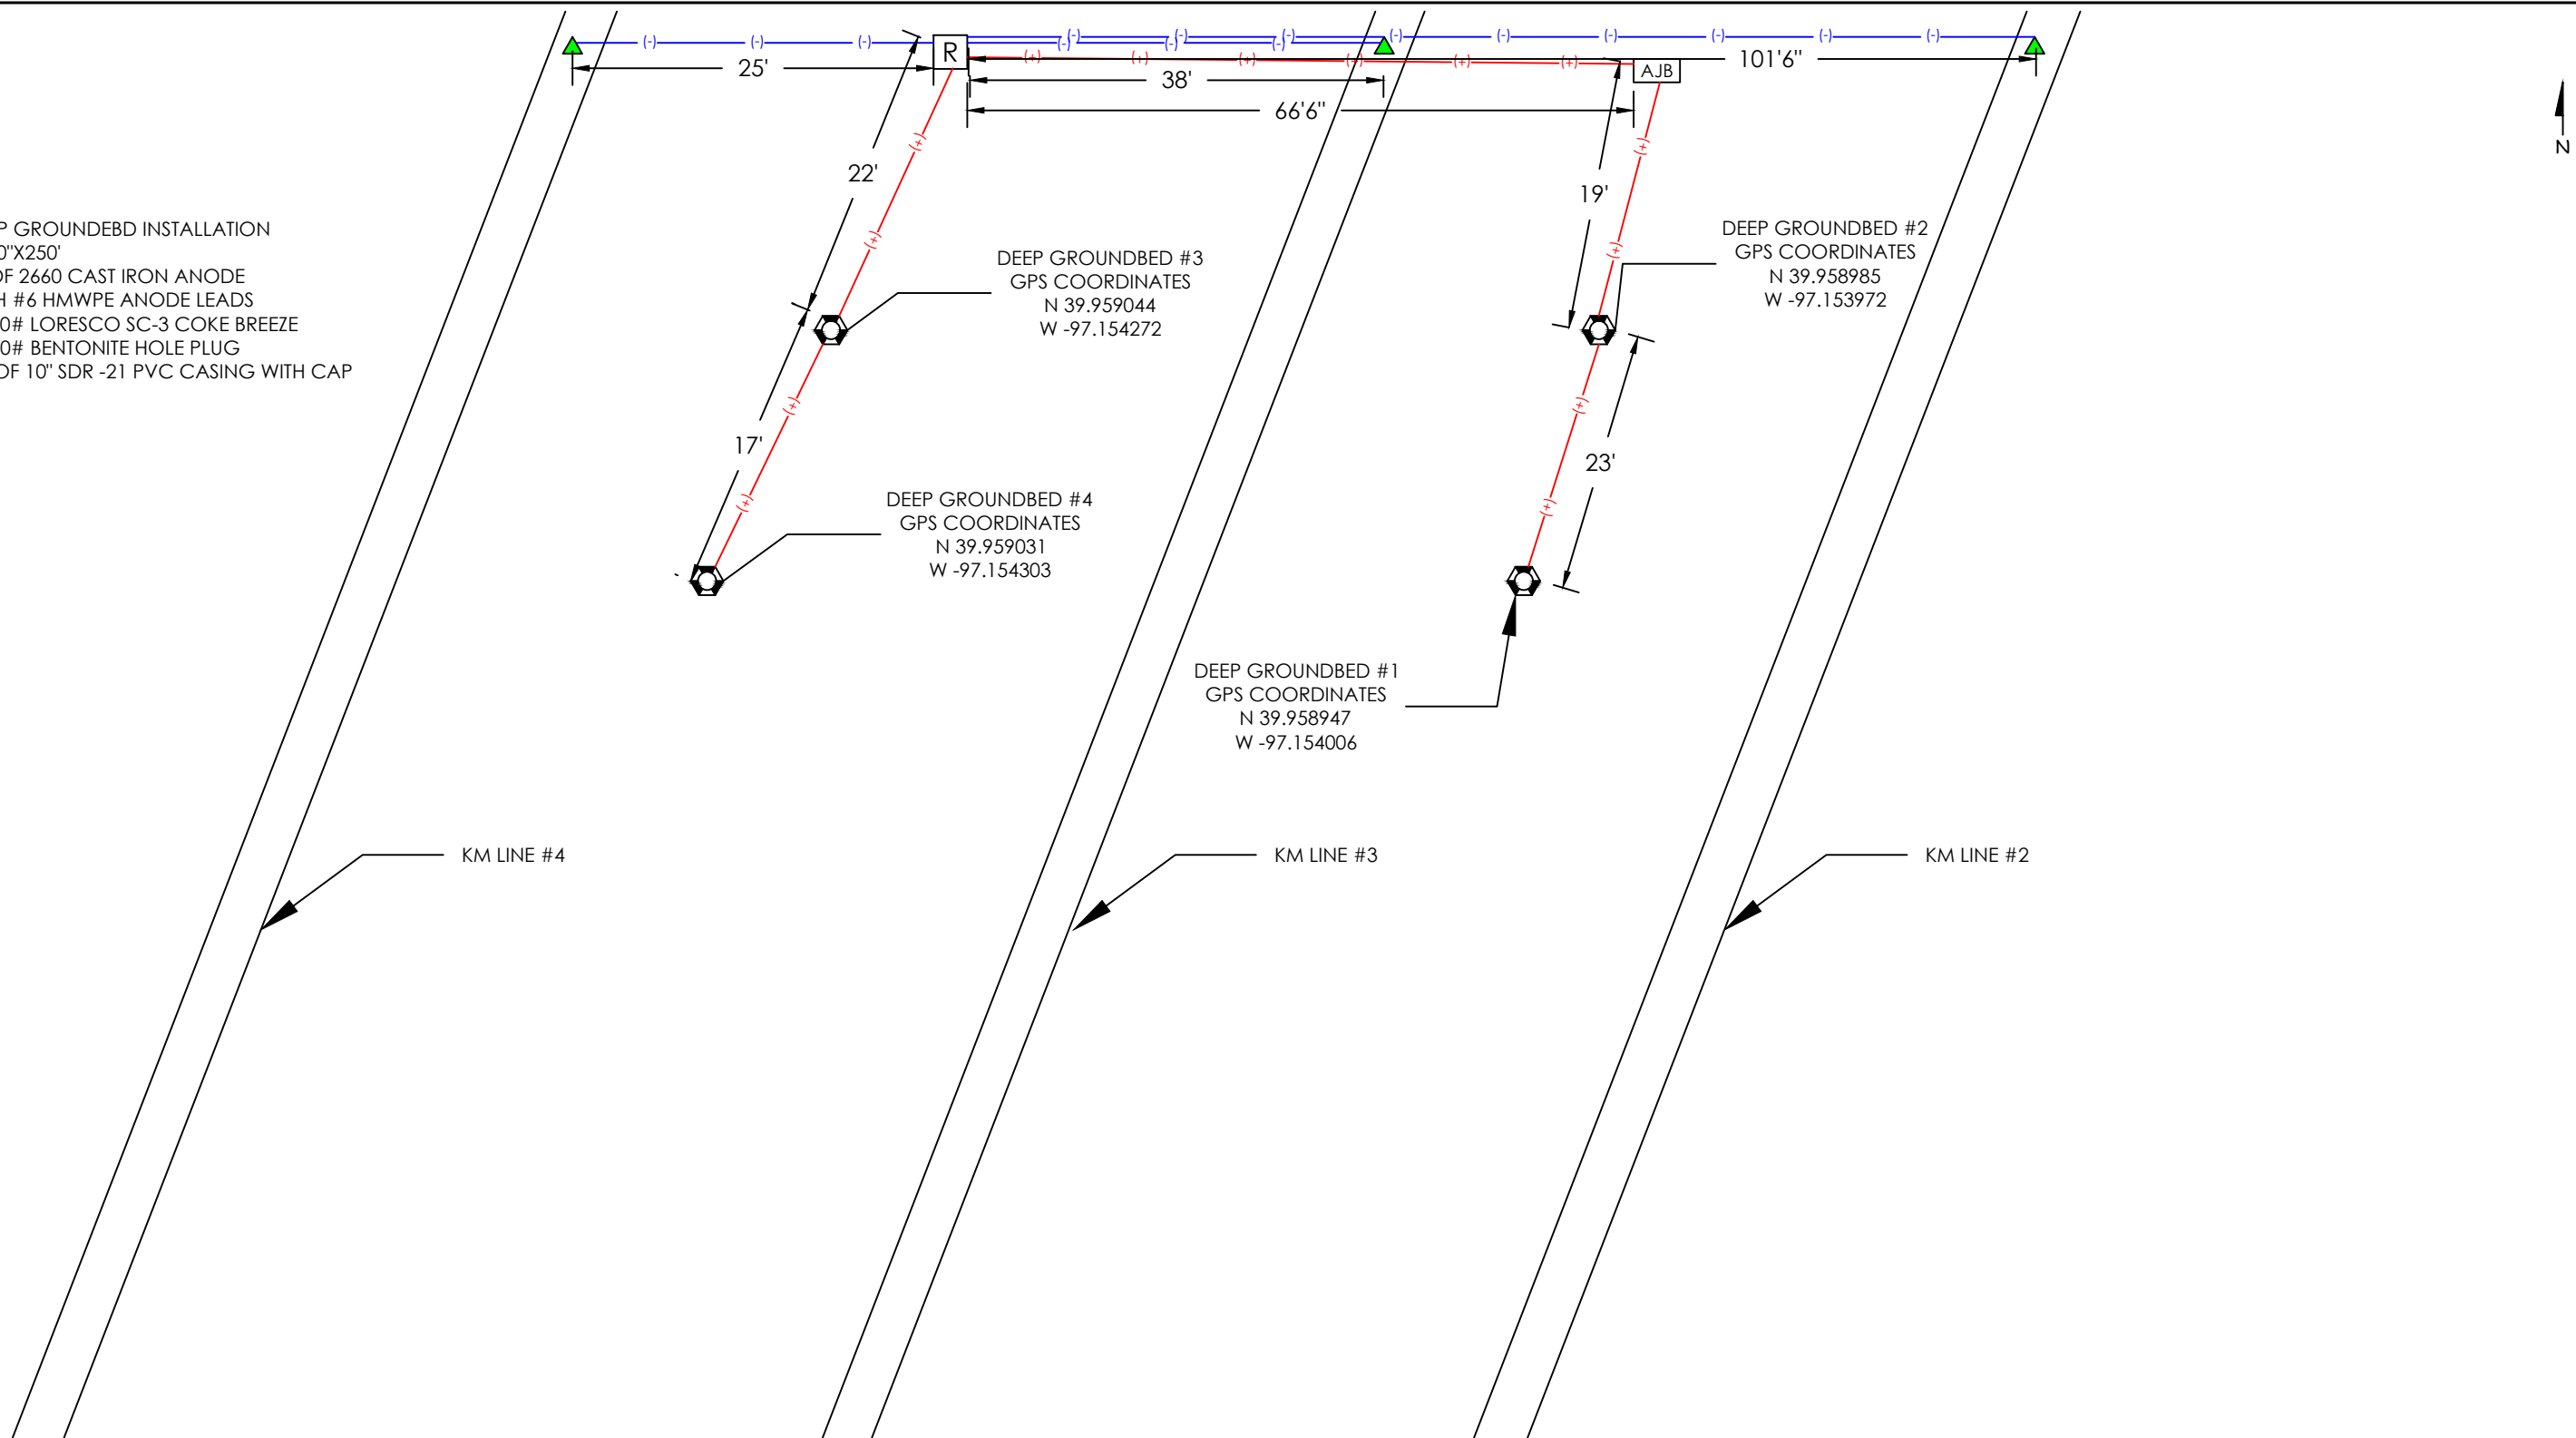 (-) (-) (-) R (-) (-) (-) (-) (-) (-) (-) (-) (-) (-) (-) (-)
(+) (+) (+) (+) (+) (+)
25'
38'
101'6"
AJB
66'6"
N
(+)
(+)
22'
19'
(+)
(+)
P GROUNDEBD INSTALLATION
0"X250'
OF 2660 CAST IRON ANODE
H #6 HMWPE ANODE LEADS
0# LORESCO SC-3 COKE BREEZE
0# BENTONITE HOLE PLUG
OF 10" SDR -21 PVC CASING WITH CAP
DEEP GROUNDBED #3
GPS COORDINATES
N 39.959044
W -97.154272
DEEP GROUNDBED #2
GPS COORDINATES
N 39.958985
W -97.153972
(+)
(+)
17'
23'
(+)
(+)
DEEP GROUNDBED #4
GPS COORDINATES
N 39.959031
W -97.154303
DEEP GROUNDBED #1
GPS COORDINATES
N 39.958947
W -97.154006
KM LINE #4
KM LINE #3
KM LINE #2